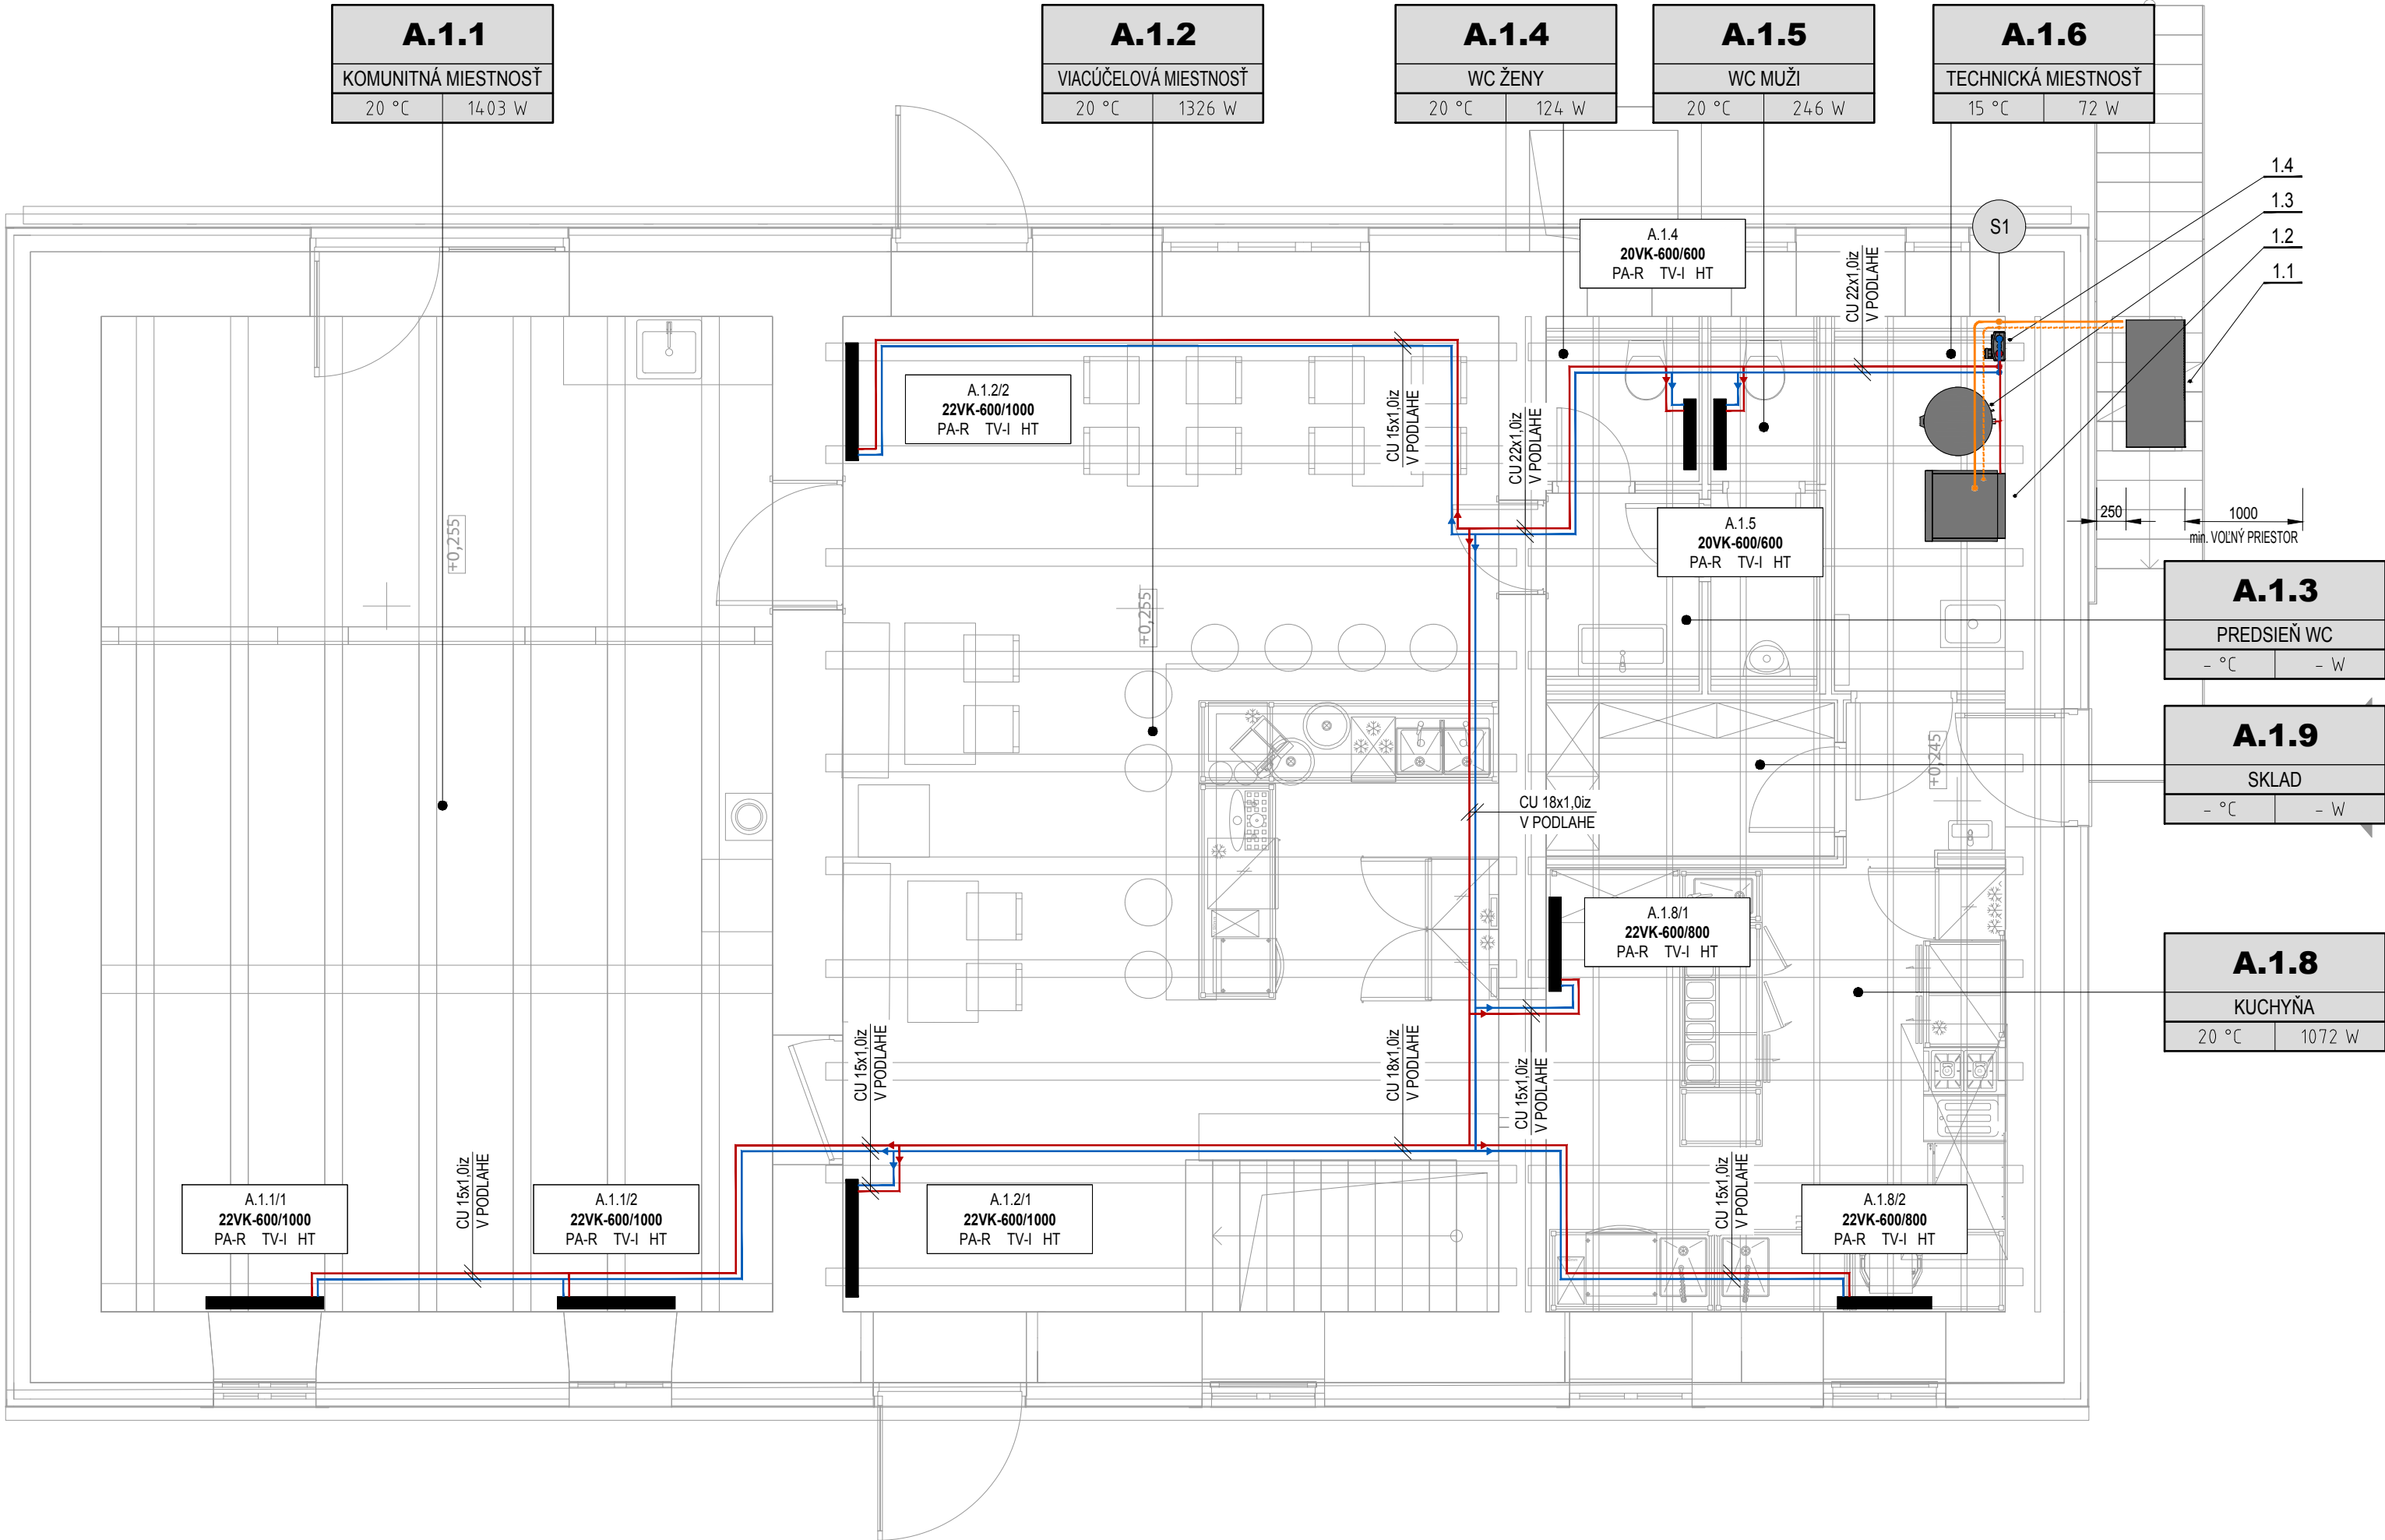 A.1.1
KOMUNITNÁ MIESTNOSŤ
20 °C 1403 W
A.1.2
VIACÚČELOVÁ MIESTNOSŤ
20 °C 1326 W
A.1.4
WC ŽENY
20 °C 124 W
A.1.5
WC MUŽI
20 °C 246 W
A.1.6
TECHNICKÁ MIESTNOSŤ
15 °C 72 W
1.4
1.3
1.2
1.1
S1
A.1.4
20VK-600/600
PA-R TV-I HT
CU 22x1,0iz
V PODLAHE
A.1.2/2
22VK-600/1000
PA-R TV-I HT
CU 15x1,0iz
V PODLAHE
CU 22x1,0iz
V PODLAHE
A.1.5
20VK-600/600
PA-R TV-I HT
250
1000
min. VOĽNÝ PRIESTOR
+0,255
+0,255
A.1.3
PREDSIEŇ WC
- °C - W
A.1.9
SKLAD
- °C - W
+0,245
CU 18x1,0iz
V PODLAHE
A.1.8/1
22VK-600/800
PA-R TV-I HT
A.1.8
KUCHYŇA
20 °C 1072 W
CU 15x1,0iz
V PODLAHE
CU 18x1,0iz
V PODLAHE
CU 15x1,0iz
V PODLAHE
A.1.1/1
22VK-600/1000
PA-R TV-I HT
CU 15x1,0iz
V PODLAHE
A.1.1/2
22VK-600/1000
PA-R TV-I HT
A.1.2/1
22VK-600/1000
PA-R TV-I HT
CU 15x1,0iz
V PODLAHE
A.1.8/2
22VK-600/800
PA-R TV-I HT